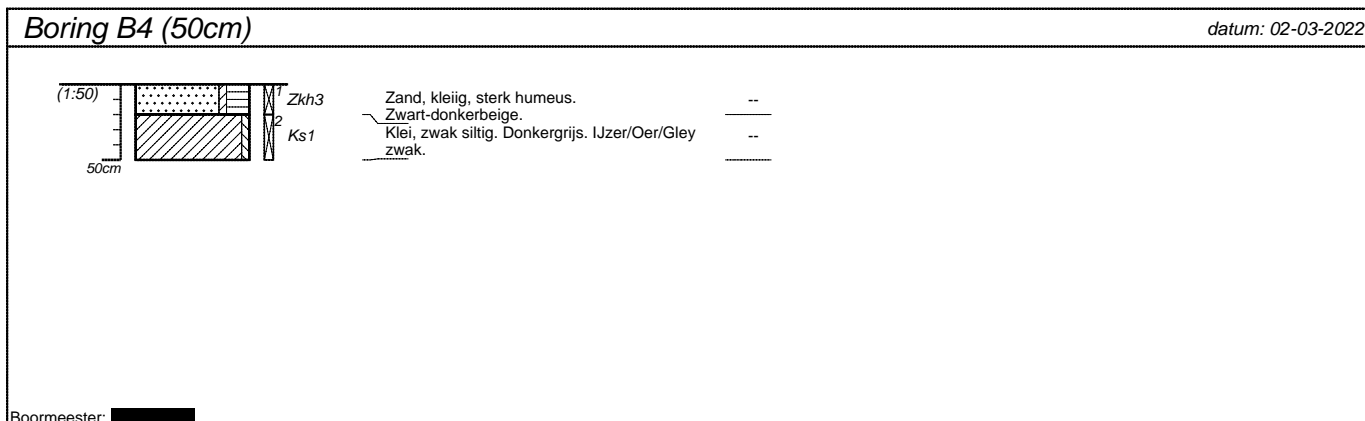 Boring B4 (50cm)
datum: 02-03-2022
(1:50)
1
Zkh3
Zand, kleiig, sterk humeus.
--
Zwart-donkerbeige.
2
Ks1
Klei, zwak siltig. Donkergrijs. IJzer/Oer/Gley
--
zwak.
50cm
Boormeester: